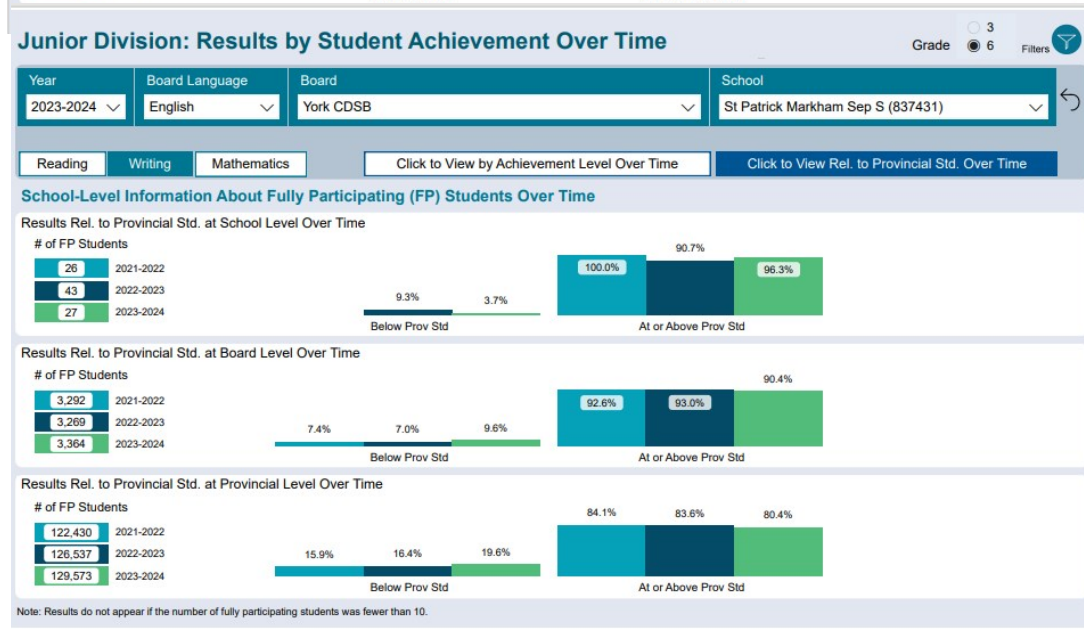 Junior Division: Results by Student Achievement Over Time
Grade 3
6
Filters
Year Board Language Board School
2023-2024 English York CDSB St Patrick Markham Sep S (837431)
Reading Writing Mathematics Click to View by Achievement Level Over Time Click to View Rel. to Provincial Std. Over Time
School-Level Information About Fully Participating (FP) Students Over Time
Results Rel. to Provincial Std. at School Level Over Time
# of FP Students
26 2021-2022
43 2022-2023
27 2023-2024
9.3% 3.7%
Below Prov Std
100.0% 90.7% 96.3%
At or Above Prov Std
Results Rel. to Provincial Std. at Board Level Over Time
# of FP Students
3,292 2021-2022
3,269 2022-2023
3,364 2023-2024
7.4% 7.0% 9.6%
Below Prov Std
92.6% 93.0% 90.4%
At or Above Prov Std
Results Rel. to Provincial Std. at Provincial Level Over Time
# of FP Students
122,430 2021-2022
126,537 2022-2023
129,573 2023-2024
15.9% 16.4% 19.6%
Below Prov Std
84.1% 83.6% 80.4%
At or Above Prov Std
Note: Results do not appear if the number of fully participating students was fewer than 10.